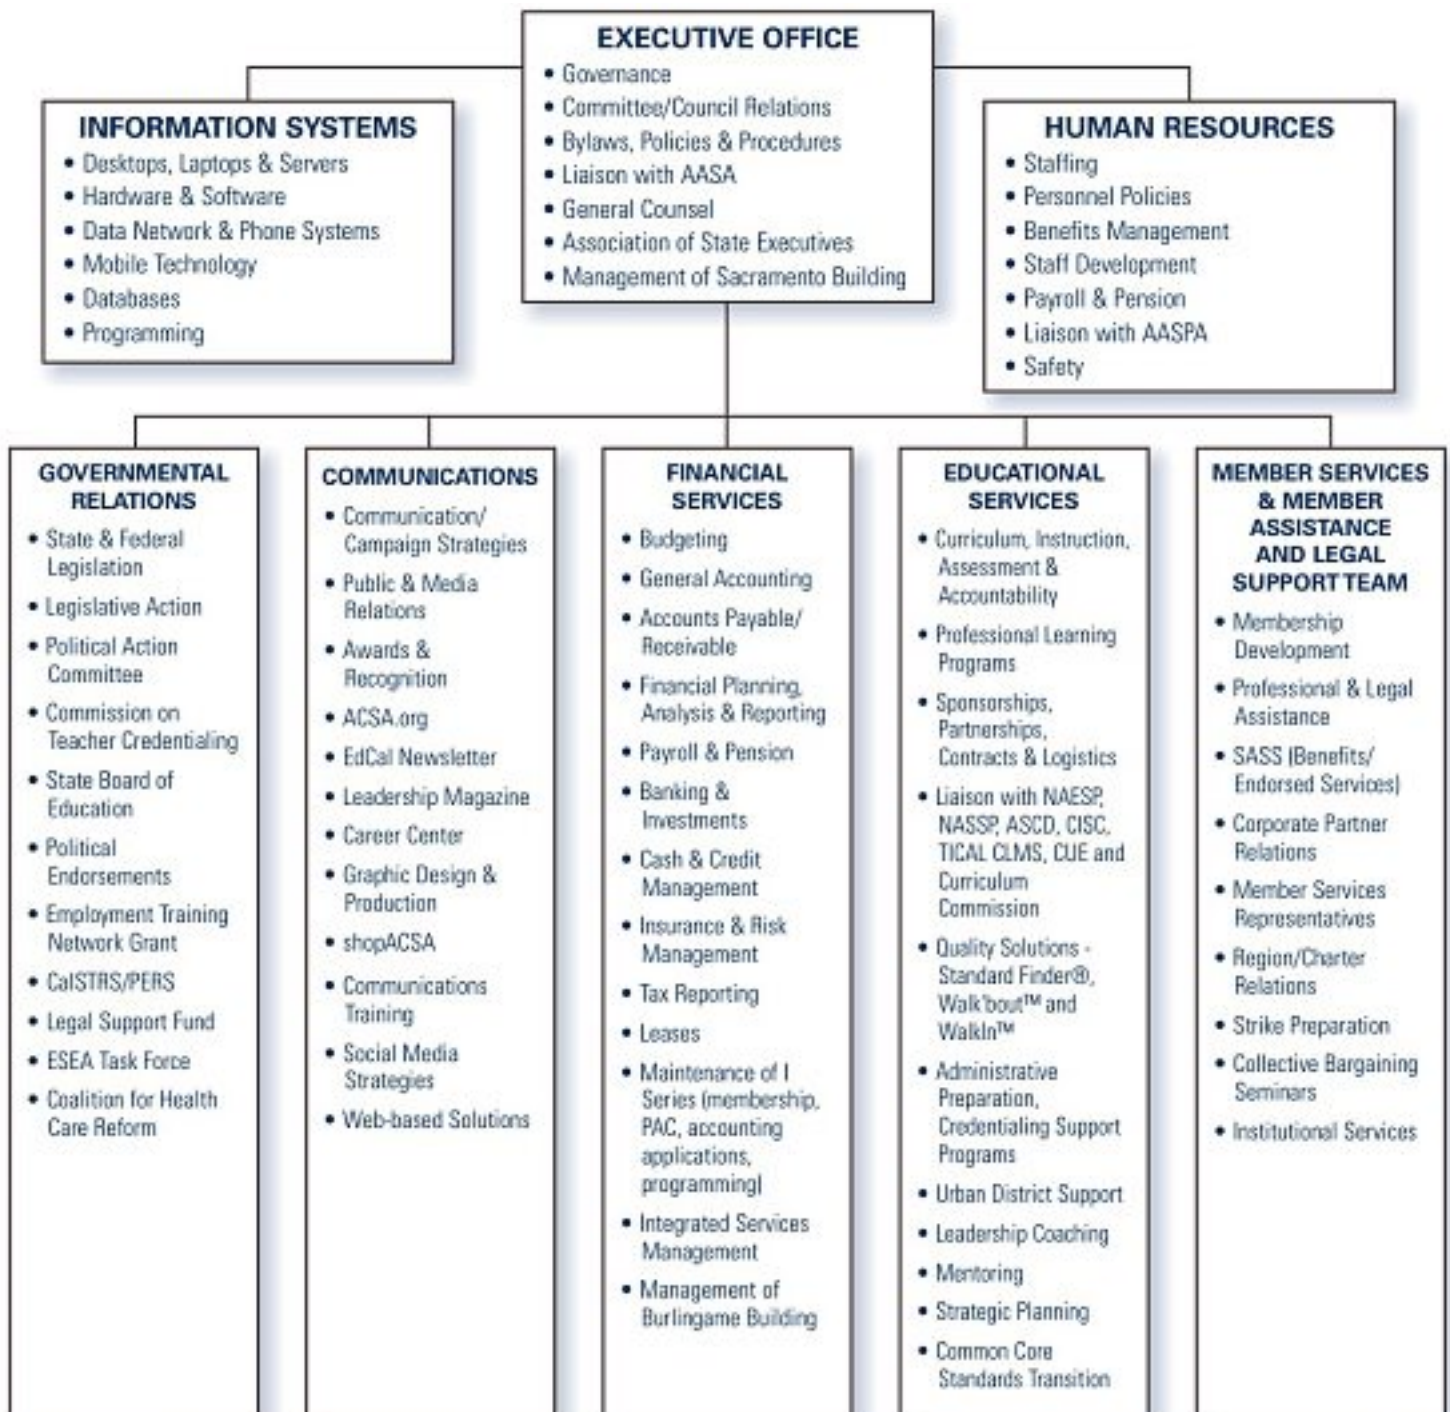 EXECUTIVE OFFICE
• Governance
• Committee/Council Relations
• Bylaws, Policies & Procedures
• Liaison with AASA
• General Counsel
• Association of State Executives
• Management of Sacramento Building
INFORMATION SYSTEMS
• Desktops, Laptops & Servers
• Hardware & Software
• Data Network & Phone Systems
• Mobile Technology
• Databases
• Programming
HUMAN RESOURCES
• Staffing
• Personnel Policies
• Benefits Management
• Staff Development
• Payroll & Pension
• Liaison with AASPA
• Safety
GOVERNMENTAL
RELATIONS
• State & Federal
Legislation
• Legislative Action
• Political Action
Committee
• Commission on
Teacher Credentialing
• State Board of
Education
• Political
Endorsements
• Employment Training
Network Grant
• CalSTRS/PERS
• Legal Support Fund
• ESEA Task Force
• Coalition for Health
Care Reform
COMMUNICATIONS
• Communication/
Campaign Strategies
• Public & Media
Relations
• Awards &
Recognition
• ACSA.org
• EdCal Newsletter
• Leadership Magazine
• Career Center
• Graphic Design &
Production
• shopACSA
• Communications
Training
• Social Media
Strategies
• Web-based Solutions
FINANCIAL
SERVICES
• Budgeting
• General Accounting
• Accounts Payable/
Receivable
• Financial Planning,
Analysis & Reporting
• Payroll & Pension
• Banking &
Investments
• Cash & Credit
Management
• Insurance & Risk
Management
• Tax Reporting
• Leases
• Maintenance of I
Series (membership,
PAC, accounting
applications,
programming)
• Integrated Services
Management
• Management of
Burlingame Building
EDUCATIONAL
SERVICES
• Curriculum, Instruction,
Assessment &
Accountability
• Professional Learning
Programs
• Sponsorships,
Partnerships,
Contracts & Logistics
• Liaison with NAESP,
NASSP, ASCD, CISC,
TICAL CLMS, CUE and
Curriculum
Commission
• Quality Solutions -
Standard Finder®,
Walk'bout™ and
WalkIn™
• Administrative
Preparation,
Credentialing Support
Programs
• Urban District Support
• Leadership Coaching
• Mentoring
• Strategic Planning
• Common Core
Standards Transition
MEMBER SERVICES
& MEMBER
ASSISTANCE
AND LEGAL
SUPPORT TEAM
• Membership
Development
• Professional & Legal
Assistance
• SASS (Benefits/
Endorsed Services)
• Corporate Partner
Relations
• Member Services
Representatives
• Region/Charter
Relations
• Strike Preparation
• Collective Bargaining
Seminars
• Institutional Services